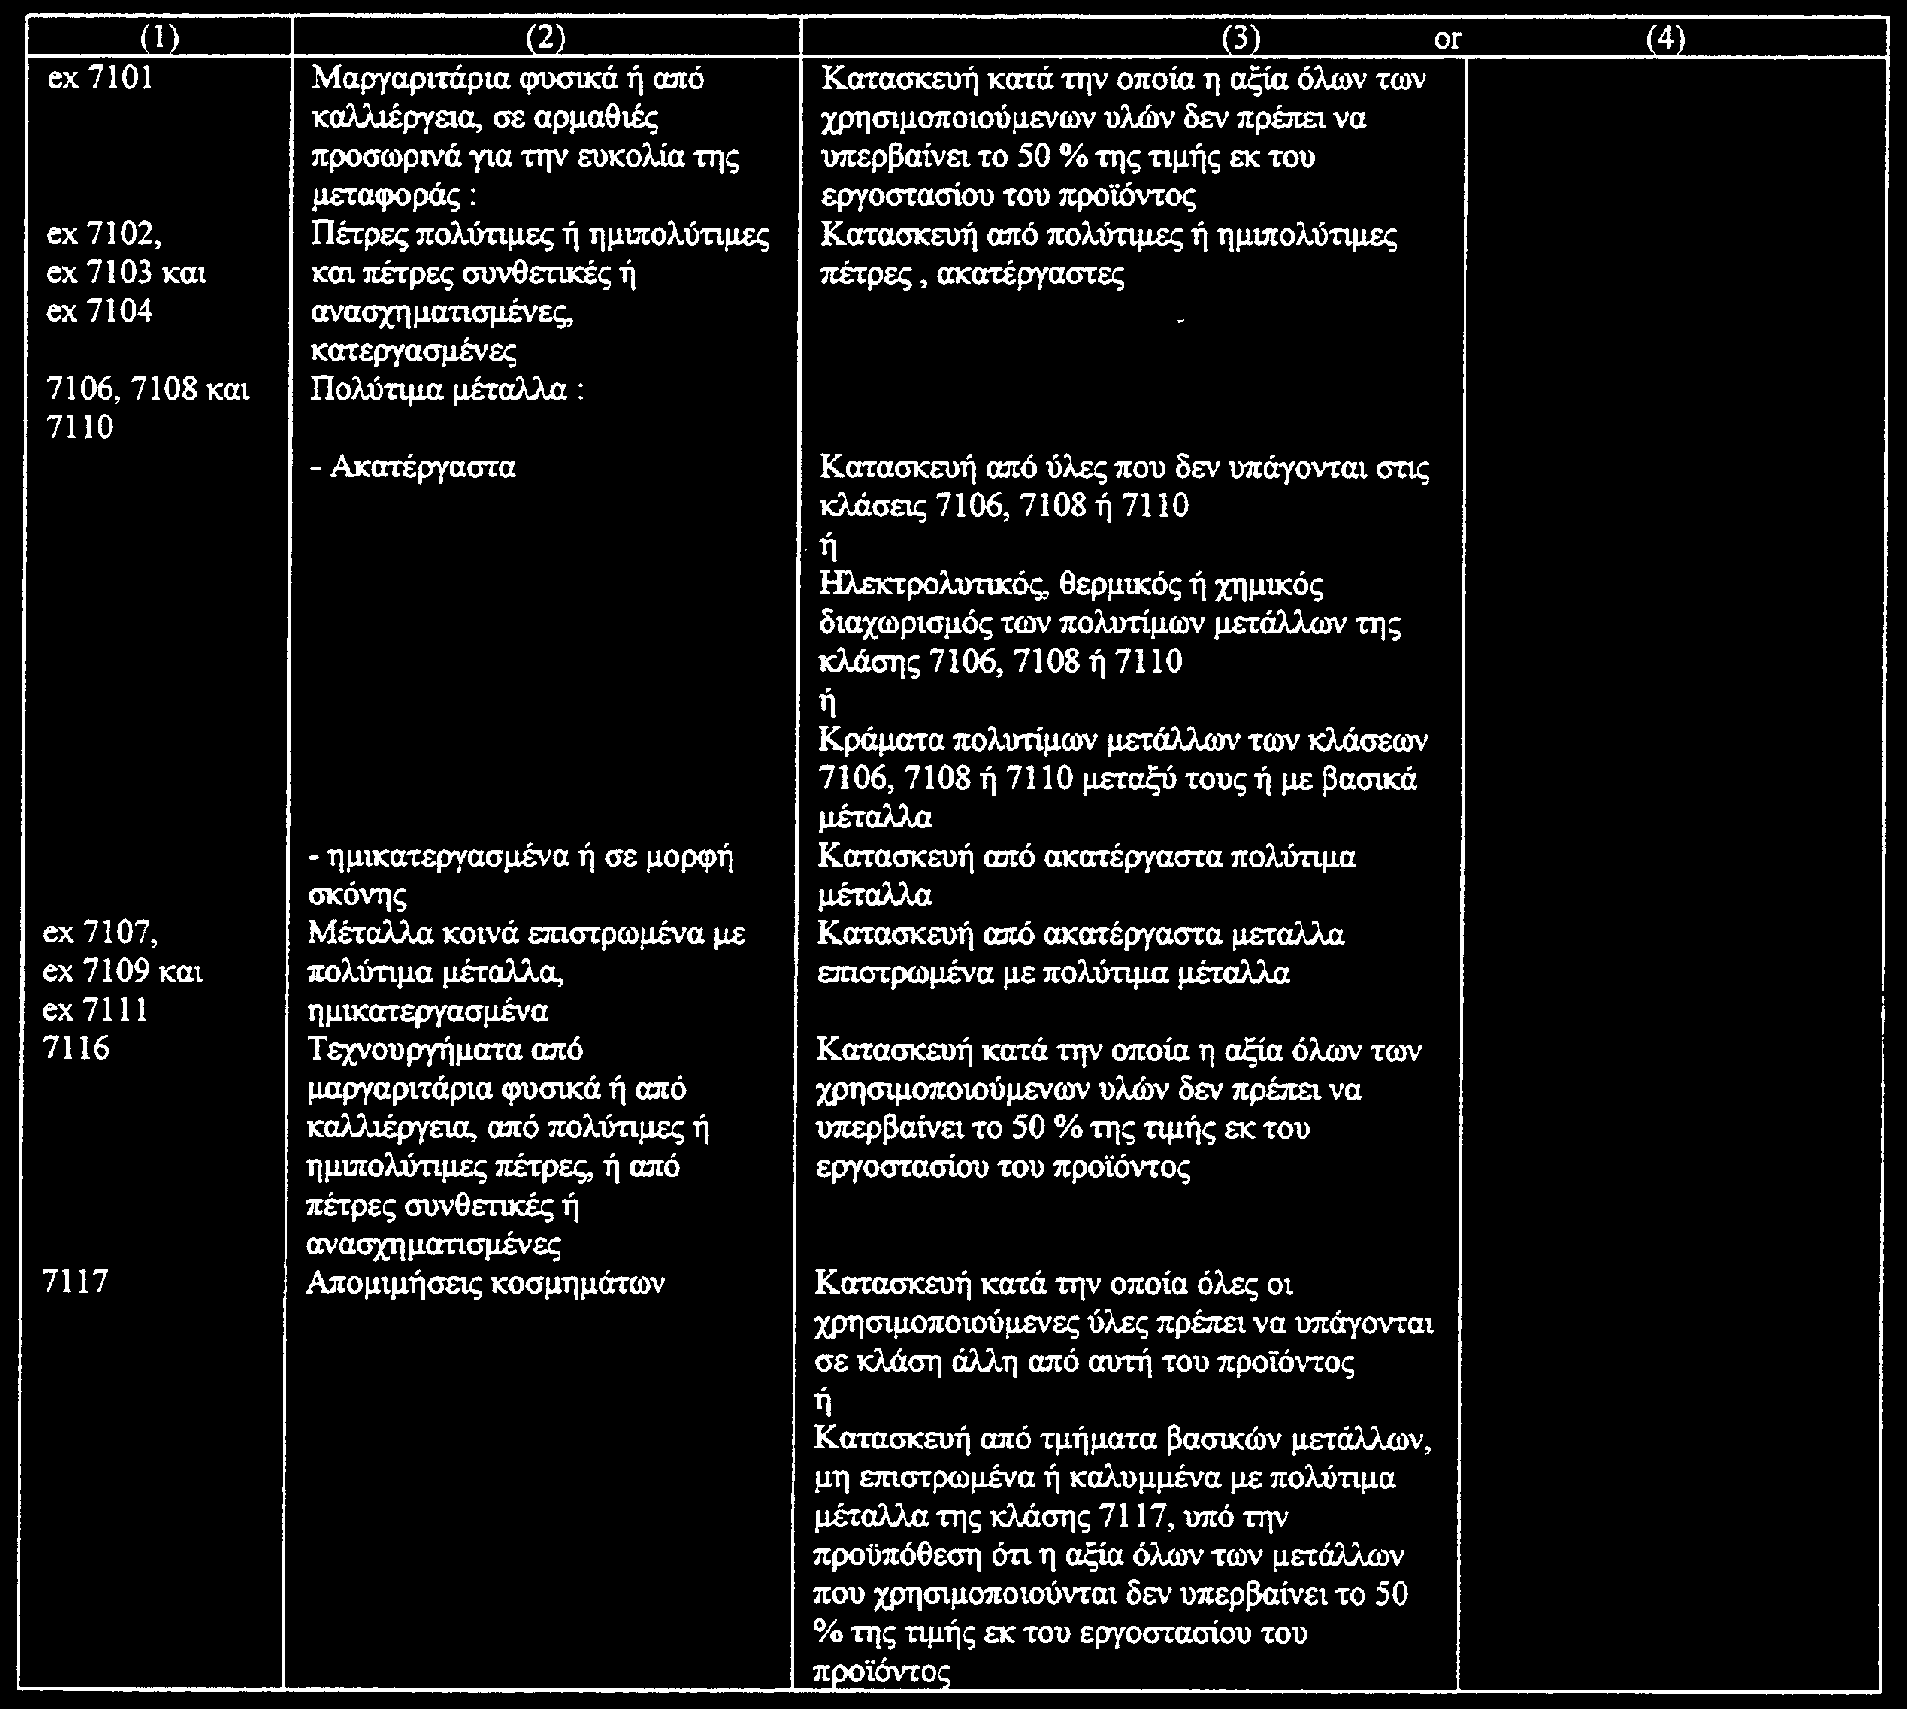 (1) (2) (3) or (4)
ex 7101 Μαργαριτάρια φυσικά ή από Κατασκευή κατά την οποία η αξία όλων των
καλλιέργεια, σε αρμαθιές χρησιμοποιούμενων υλών δεν πρέπει να
προσωρινά για την ευκολία της υπερβαίνει το 50 % της τιμής εκ του
μεταφοράς : εργοστασίου του προϊόντος
ex 7102, Πέτρες πολύτιμες ή ημιπολύτιμες Κατασκευή από πολύτιμες ή ημιπολύτιμες
ex 7103 και και πέτρες συνθετικές ή πέτρες , ακατέργαστες
ex 7104 ανασχηματισμένες,
κατεργασμένες
7106, 7108 και Πολύτιμα μέταλλα :
7110
- Ακατέργαστα Κατασκευή από ύλες που δεν υπάγονται στις
κλάσεις 7106, 7108 ή 7110
ή
Ηλεκτρολυτικός, θερμικός ή χημικός
διαχωρισμός των πολυτίμων μετάλλων της
κλάσης 7106, 7108 ή 7110
ή
Κράματα πολυτίμων μετάλλων των κλάσεων
7106, 7108 ή 7110 μεταξύ τους ή με βασικά
μέταλλα
- ημικατεργασμένα ή σε μορφή Κατασκευή από ακατέργαστα πολύτιμα
σκόνης μέταλλα
ex 7107, Μέταλλα κοινά επιστρωμένα με Κατασκευή από ακατέργαστα μεταλλα
ex 7109 και πολύτιμα μέταλλα, επιστρωμένα με πολύτιμα μέταλλα
ex 7111 ημικατεργασμένα
7116 Τεχνουργήματα από Κατασκευή κατά την οποία η αξία όλων των
μαργαριτάρια φυσικά ή από χρησιμοποιούμενων υλών δεν πρέπει να
καλλιέργεια, από πολύτιμες ή υπερβαίνει το 50 % της τιμής εκ του
ημιπολύτιμες πέτρες, ή από εργοστασίου του προϊόντος
πέτρες συνθετικές ή
ανασχηματισμένες
7117 Απομιμήσεις κοσμημάτων Κατασκευή κατά την οποία όλες οι
χρησιμοποιούμενες ύλες πρέπει να υπάγονται
σε κλάση άλλη από αυτή του προϊόντος
ή
Κατασκευή από τμήματα βασικών μετάλλων,
μη επιστρωμένα ή καλυμμένα με πολύτιμα
μέταλλα της κλάσης 7117, υπό την
προϋπόθεση ότι η αξία όλων των μετάλλων
που χρησιμοποιούνται δεν υπερβαίνει το 50
% της τιμής εκ του εργοστασίου του
προϊόντος